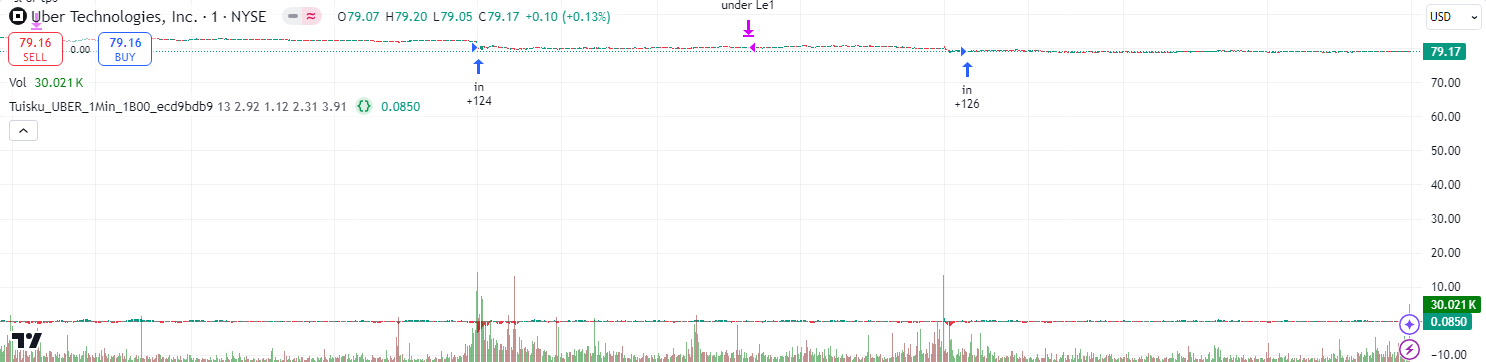 under Le1
Uber Technologies, Inc. · 1 · NYSE
O79.07 H79.20 L79.05 C79.17 +0.10 (+0.13%)
USD
79.16
SELL
0.00
79.16
BUY
79.17
Vol 30.021 K
70.00
in
+124
in
+126
Tuisku_UBER_1Min_1B00_ecd9bdb9 13 2.92 1.12 2.31 3.91 {} 0.0850
60.00
50.00
40.00
30.00
20.00
10.00
30.021 K
0.0850
−10.00